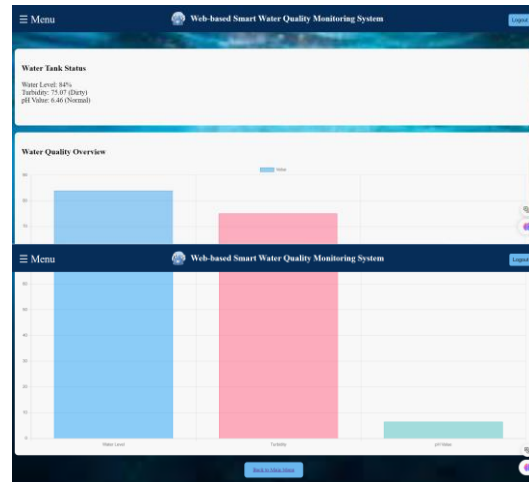 ☰ Menu
Web-based Smart Water Quality Monitoring System
Logout
Water Tank Status
Water Level: 84%
Turbidity: 75.07 (Dirty)
pH Value: 6.46 (Normal)
Water Quality Overview
Value
90
80
70
☰ Menu
Web-based Smart Water Quality Monitoring System
Logout
60
50
40
30
20
10
0
Water Level
Turbidity
pH Value
Back to Main Menu